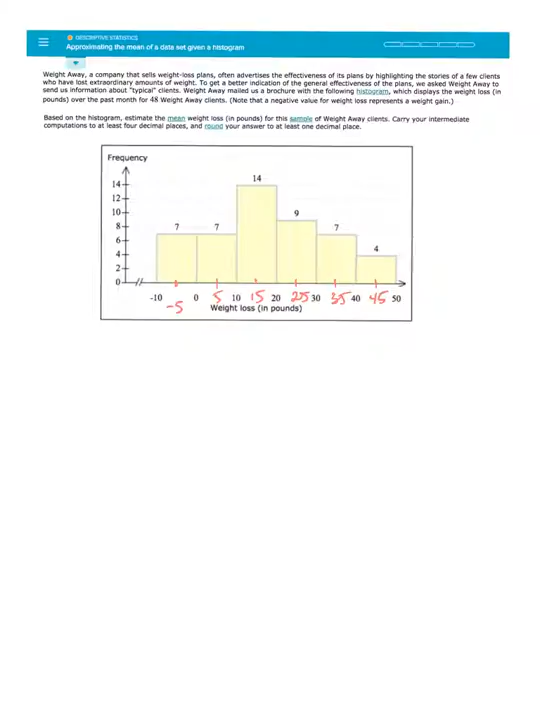 DESCRIPTIVE STATISTICS
Approximating the mean of a data set given a histogram
Weight Away, a company that sells weight-loss plans, often advertises the effectiveness of its plans by highlighting the stories of a few clients
who have lost extraordinary amounts of weight. To get a better indication of the general effectiveness of the plans, we asked Weight Away to
send us information about "typical" clients. Weight Away mailed us a brochure with the following histogram, which displays the weight loss (in
pounds) over the past month for 48 Weight Away clients. (Note that a negative value for weight loss represents a weight gain.)
Based on the histogram, estimate the mean weight loss (in pounds) for this sample of Weight Away clients. Carry your intermediate
computations to at least four decimal places, and round your answer to at least one decimal place.
Frequency
14
14
12
10
9
8
7 7 7
6
4
4
2
0
-10 0 5 10 15 20 25 30 35 40 45 50
-5
Weight loss (in pounds)